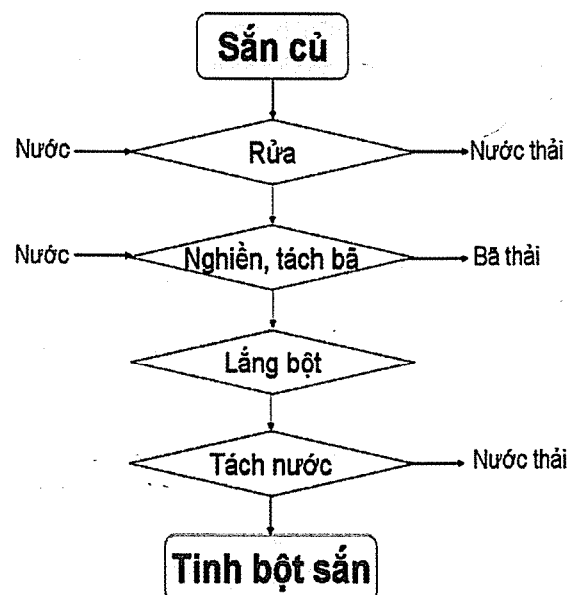 Sắn củ
Nước
Rửa
Nước thải
Nước
Nghiền, tách bã
Bã thải
Lắng bột
Tách nước
Nước thải
Tinh bột sắn